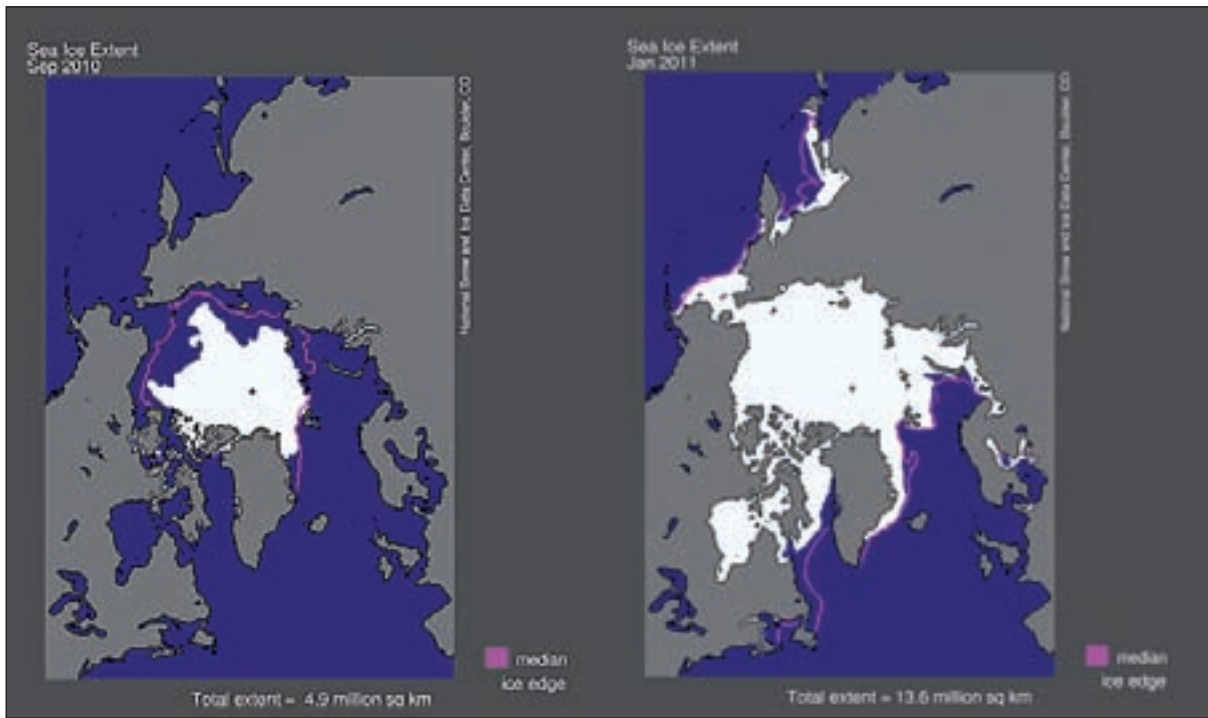 Sea Ice Extent
Sep 2010
National Snow and Ice Data Center, Boulder, CO
median
ice edge
Total extent = 4.9 million sq km
Sea Ice Extent
Jan 2011
National Snow and Ice Data Center, Boulder, CO
median
ice edge
Total extent = 13.6 million sq km